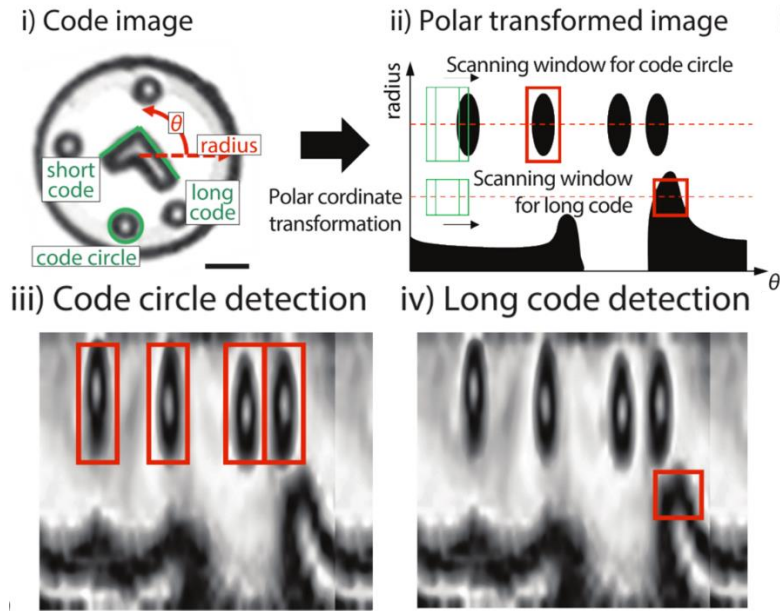 i) Code image
θ
radius
short
code
long
code
code circle
Polar cordinate
transformation
ii) Polar transformed image
radius
Scanning window for code circle
Scanning window
for long code
θ
iii) Code circle detection
iv) Long code detection